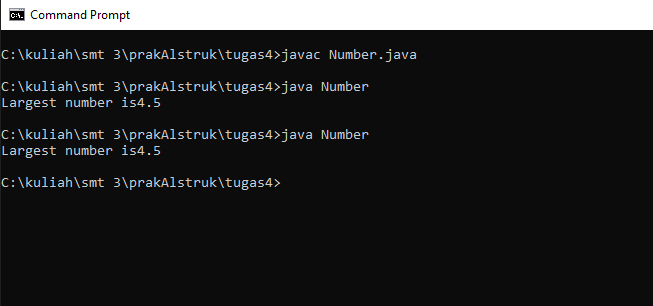 Command Prompt
C:\kuliah\smt 3\prakAlstruk\tugas4>javac Number.java
C:\kuliah\smt 3\prakAlstruk\tugas4>java Number
Largest number is4.5
C:\kuliah\smt 3\prakAlstruk\tugas4>java Number
Largest number is4.5
C:\kuliah\smt 3\prakAlstruk\tugas4>